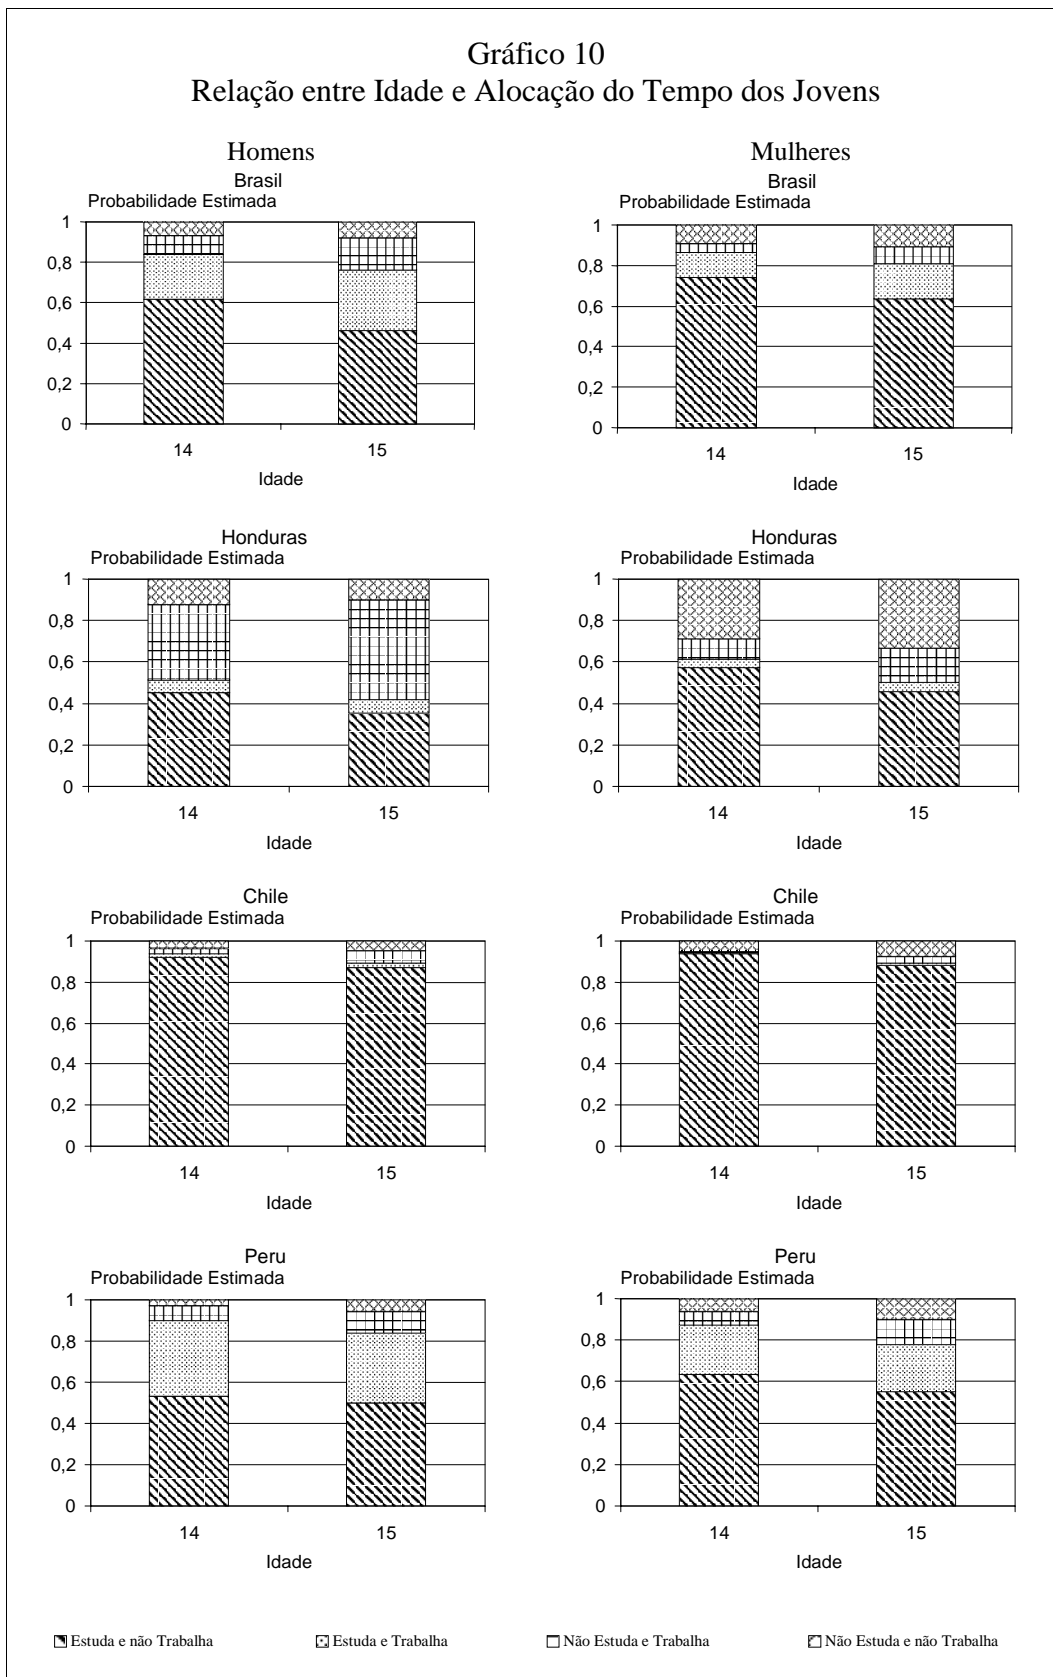 Gráfico 10
Relação entre Idade e Alocação do Tempo dos Jovens
Homens
Brasil
Probabilidade Estimada
1
0,8
0,6
0,4
0,2
0
14
15
Idade
Mulheres
Brasil
Probabilidade Estimada
1
0,8
0,6
0,4
0,2
0
14
15
Idade
Honduras
Probabilidade Estimada
1
0,8
0,6
0,4
0,2
0
14
15
Idade
Honduras
Probabilidade Estimada
1
0,8
0,6
0,4
0,2
0
14
15
Idade
Chile
Probabilidade Estimada
1
0,8
0,6
0,4
0,2
0
14
15
Idade
Chile
Probabilidade Estimada
1
0,8
0,6
0,4
0,2
0
14
15
Idade
Peru
Probabilidade Estimada
1
0,8
0,6
0,4
0,2
0
14
15
Idade
Peru
Probabilidade Estimada
1
0,8
0,6
0,4
0,2
0
14
15
Idade
Estuda e não Trabalha
Estuda e Trabalha
Não Estuda e Trabalha
Não Estuda e não Trabalha